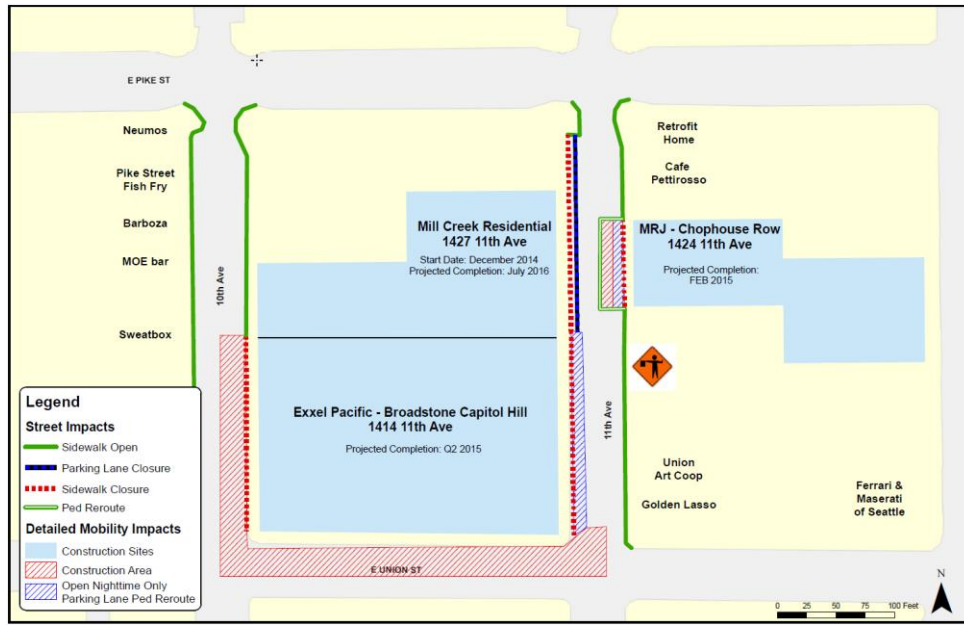 E PIKE ST
Neumos
Pike Street
Fish Fry
Barboza
MOE bar
Sweatbox
10th Ave
Mill Creek Residential
1427 11th Ave
Start Date: December 2014
Projected Completion: July 2016
Exxel Pacific - Broadstone Capitol Hill
1414 11th Ave
Projected Completion: Q2 2015
11th Ave
Retrofit
Home
Cafe
Pettirosso
MRJ - Chophouse Row
1424 11th Ave
Projected Completion:
FEB 2015
Union
Art Coop
Golden Lasso
Ferrari &
Maserati
of Seattle
E UNION ST
Legend
Street Impacts
Sidewalk Open
Parking Lane Closure
Sidewalk Closure
Ped Reroute
Detailed Mobility Impacts
Construction Sites
Construction Area
Open Nighttime Only
Parking Lane Ped Reroute
N
0 25 50 75 100 Feet